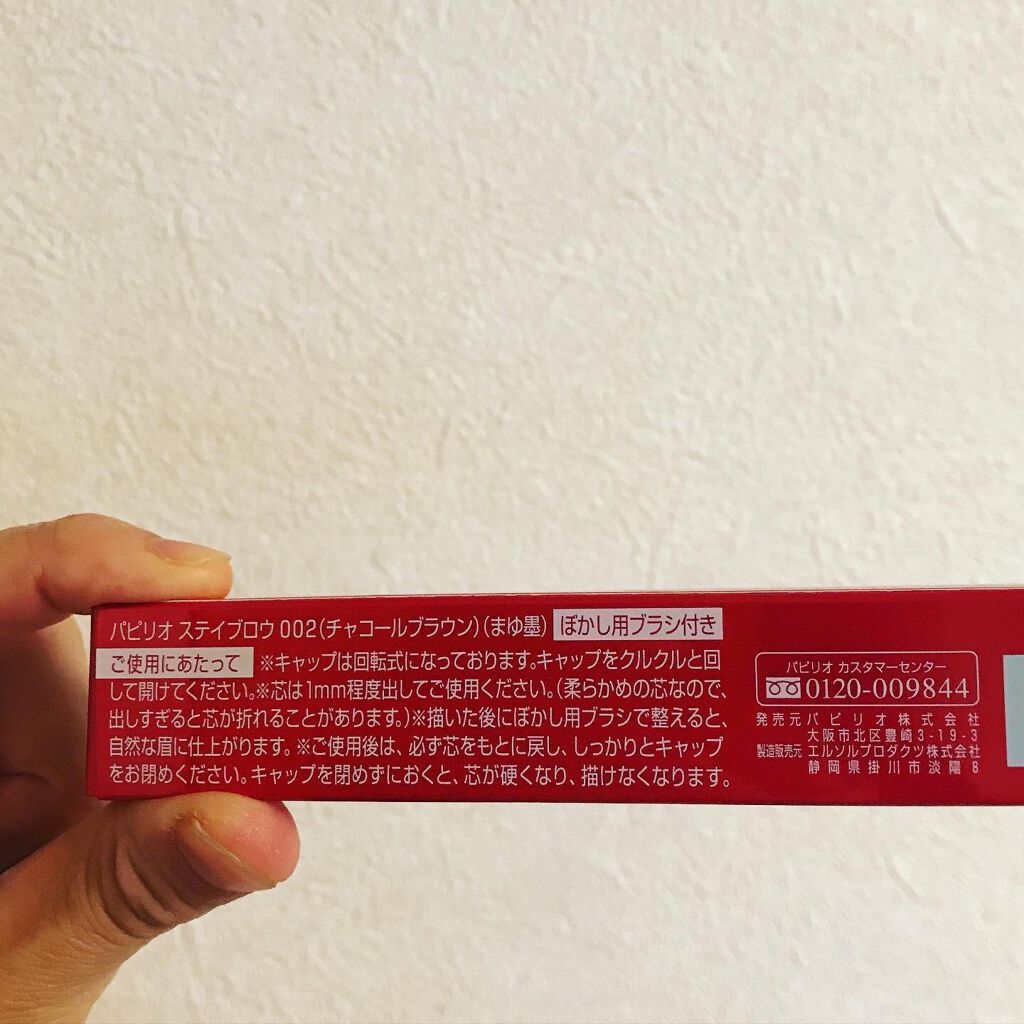 パピリオ ステイブロウ 002(チャコールブラウン)(まゆ墨) ぼかし用ブラシ付き
ご使用にあたって ※キャップは回転式になっております。キャップをクルクルと回
して開けてください。※芯は1mm程度出してご使用ください。(柔らかめの芯なので、
出しすぎると芯が折れることがあります。)※描いた後にぼかし用ブラシで整えると、
自然な眉に仕上がります。※ご使用後は、必ず芯をもとに戻し、しっかりとキャップ
をお閉めください。キャップを閉めずにおくと、芯が硬くなり、描けなくなります。
パピリオ カスタマーセンター
0120-009844
発売元 パピリオ株式会社
大阪市北区豊崎3-19-3
製造販売元 エルソルプロダクツ株式会社
静岡県掛川市淡陽8